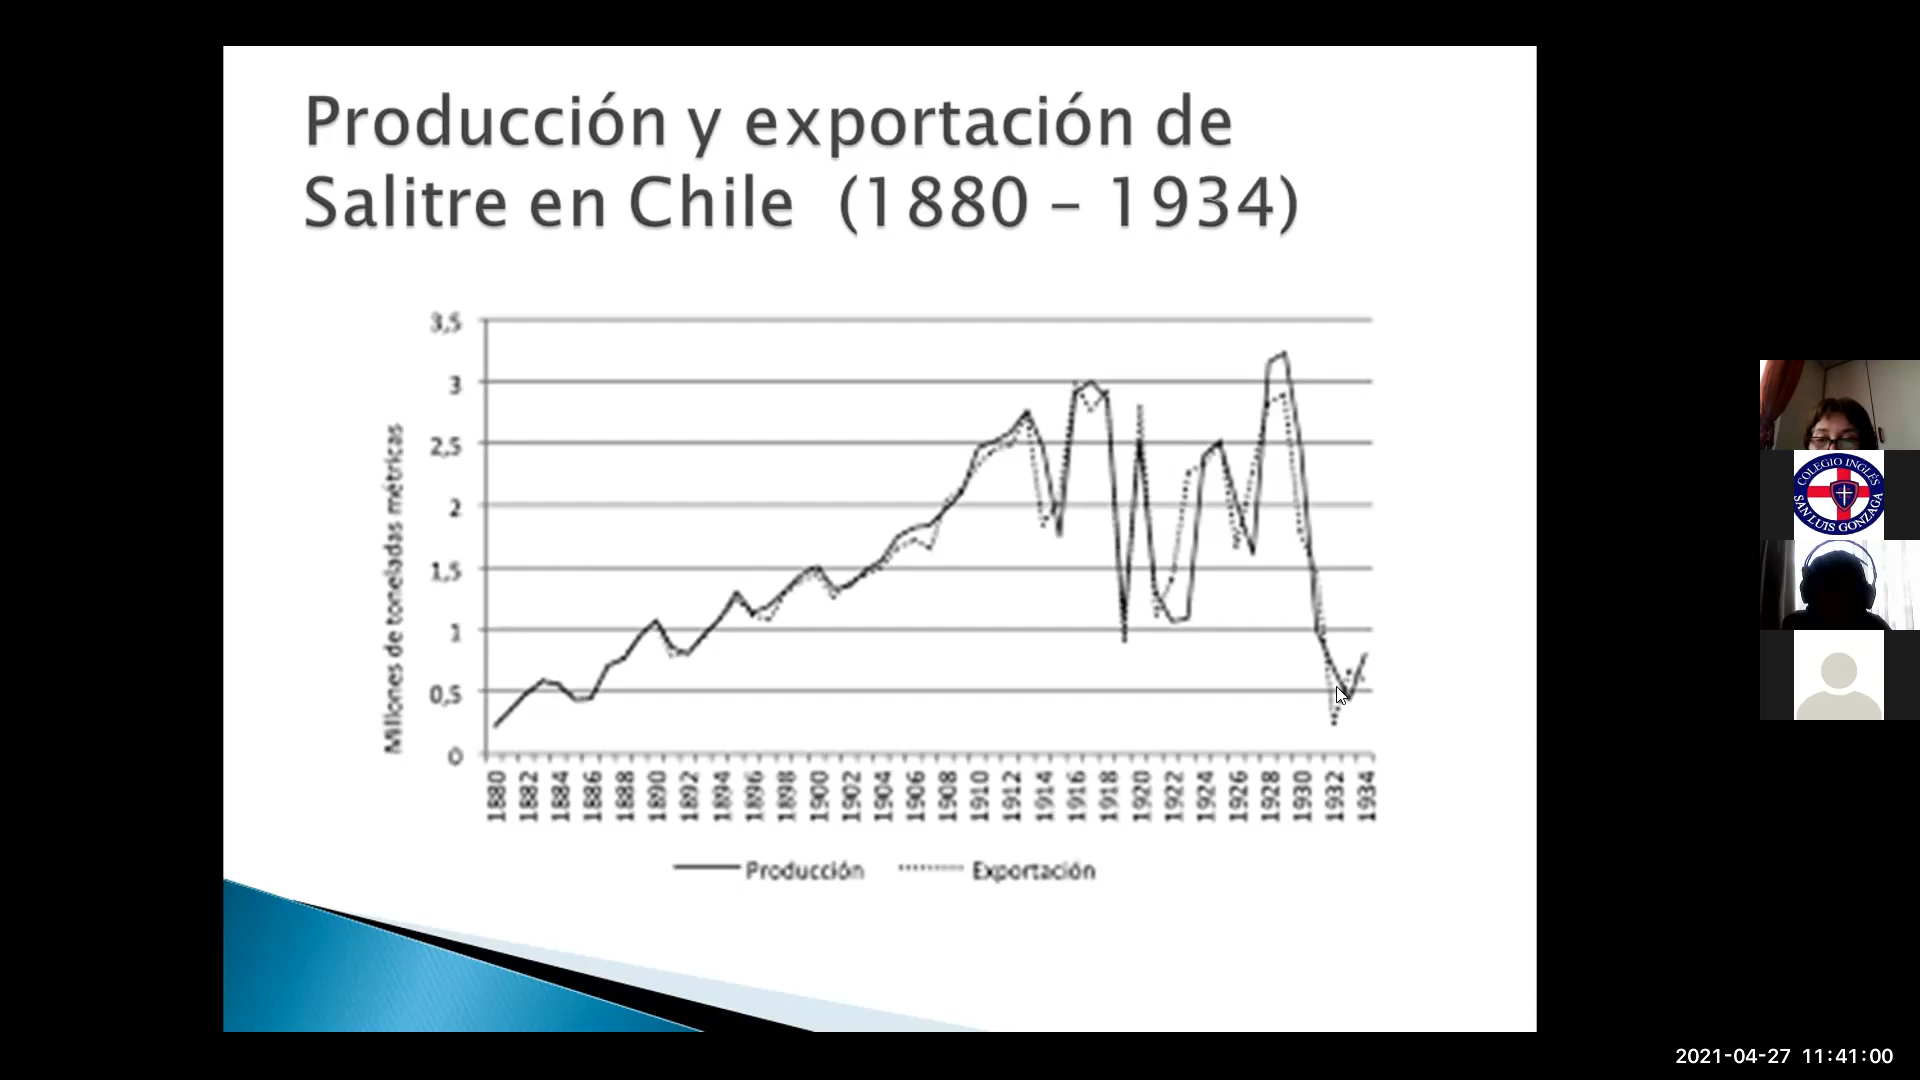 Producción y exportación de
Salitre en Chile (1880 – 1934)
Millones de toneladas métricas
3,5
3
2,5
2
1,5
1
0,5
0
1880 1882 1884 1886 1888 1890 1892 1894 1896 1898 1900 1902 1904 1906 1908 1910 1912 1914 1916 1918 1920 1922 1924 1926 1928 1930 1932 1934
Producción Exportación
COLEGIO INGLÉS
SAN LUIS GONZAGA
2021-04-27 11:41:00